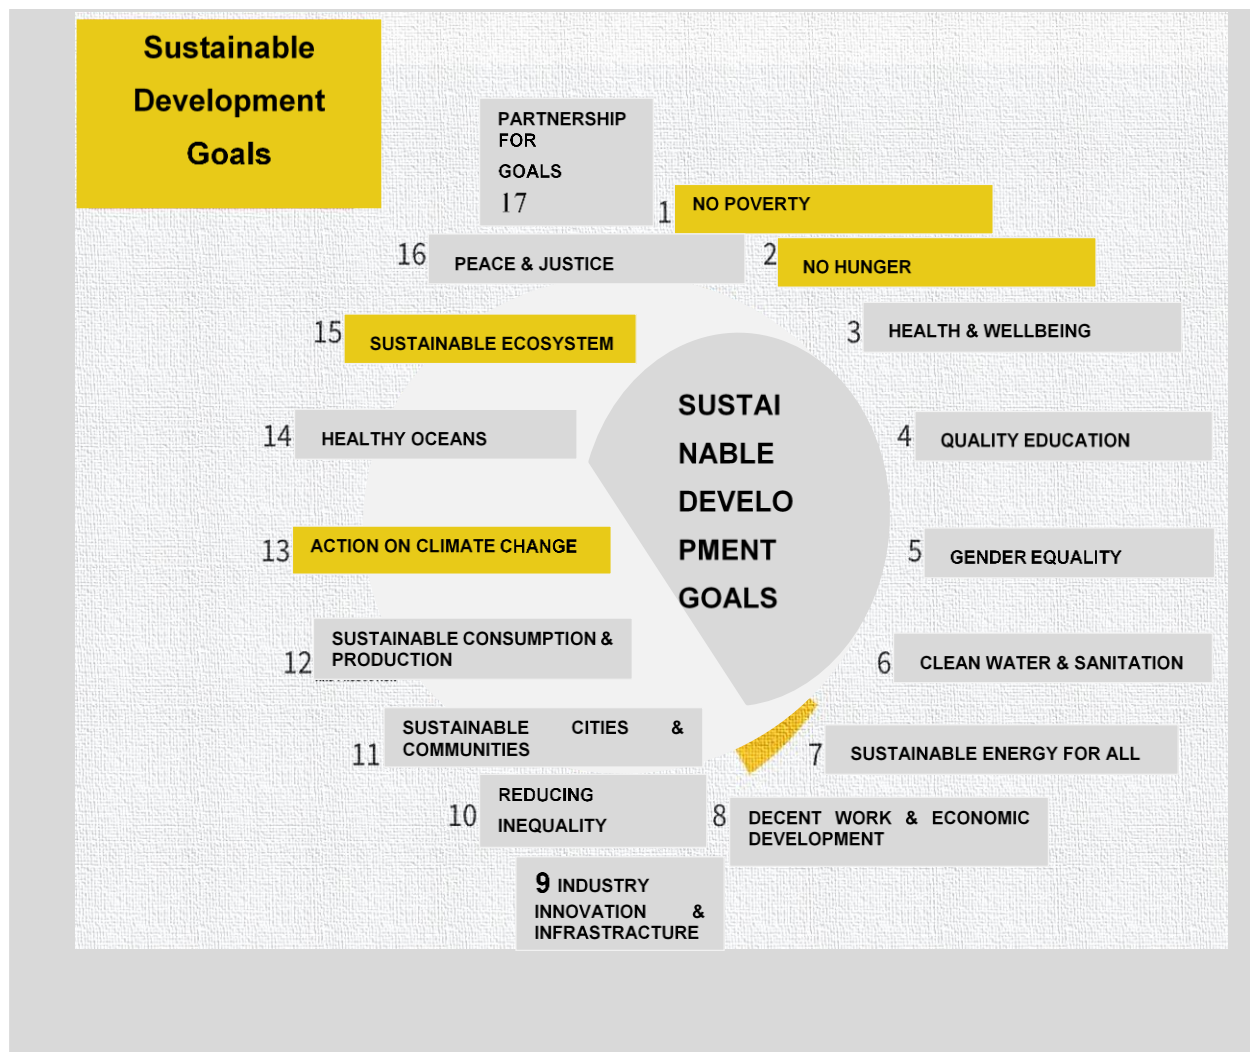 Sustainable
Development
Goals
PARTNERSHIP
FOR
GOALS
17
1
NO POVERTY
16
PEACE & JUSTICE
2
NO HUNGER
15
SUSTAINABLE ECOSYSTEM
3
HEALTH & WELLBEING
SUSTAI
NABLE
DEVELO
PMENT
GOALS
14
HEALTHY OCEANS
4
QUALITY EDUCATION
13
ACTION ON CLIMATE CHANGE
5
GENDER EQUALITY
12
SUSTAINABLE CONSUMPTION &
PRODUCTION
6
CLEAN WATER & SANITATION
11
SUSTAINABLE CITIES &
COMMUNITIES
7
SUSTAINABLE ENERGY FOR ALL
10
REDUCING
INEQUALITY
8
DECENT WORK & ECONOMIC
DEVELOPMENT
9 INDUSTRY
INNOVATION &
INFRASTRACTURE